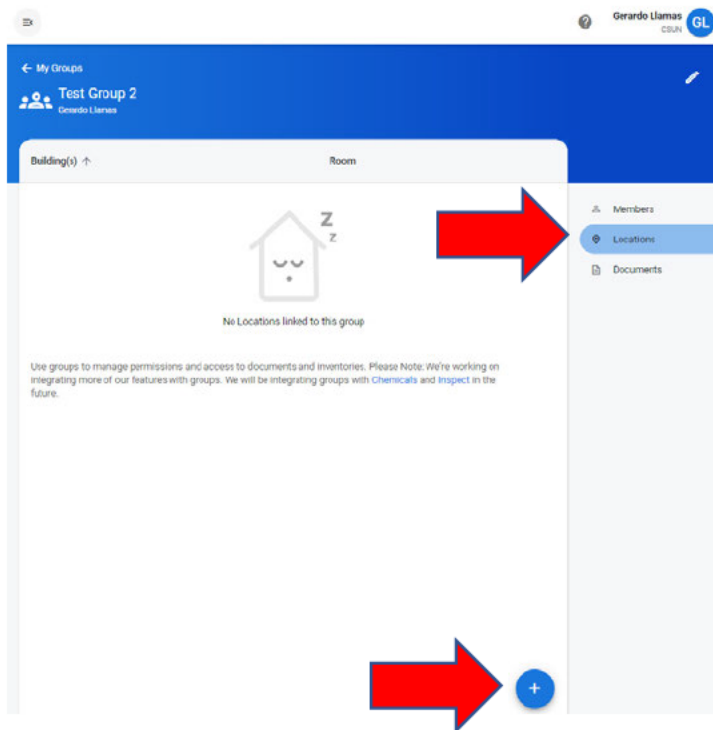 Gerardo Llamas
CSUN
GL
← My Groups
Test Group 2
Gerardo Llamas
Building(s) ↑
Room
Members
Locations
Documents
Z
z
No Locations linked to this group
Use groups to manage permissions and access to documents and inventories. Please Note: We're working on
integrating more of our features with groups. We will be integrating groups with Chemicals and Inspect in the
future.
+